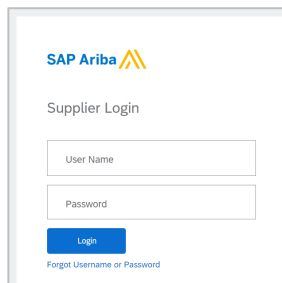 SAP Ariba
Supplier Login
User Name
Password
Login
Forgot Username or Password